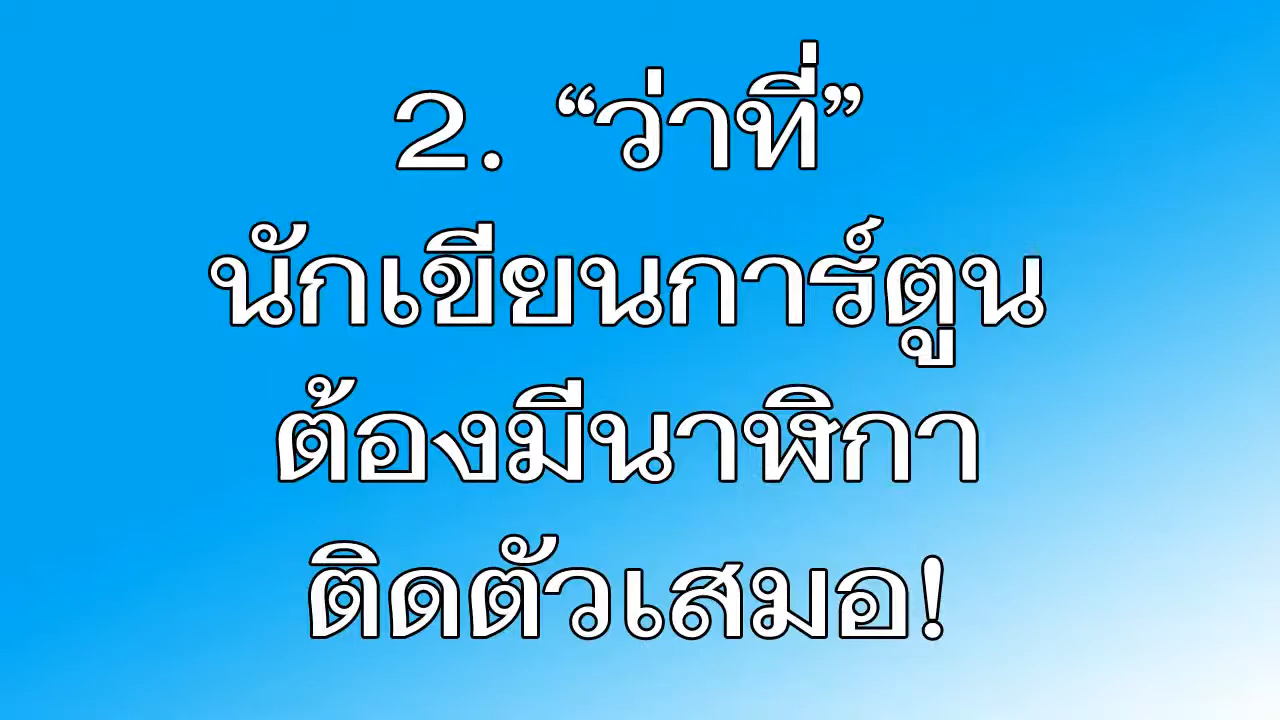 2. “ว่าที่”
นักเขียนการ์ตูน
ต้องมีนาฬิกา
ติดตัวเสมอ!